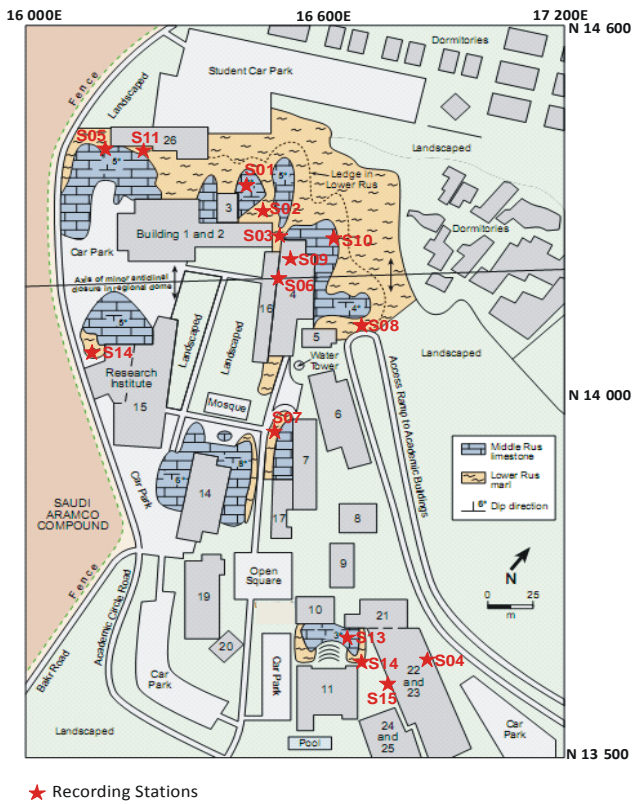 16 000E
16 600E
17 200E
N 14 600
Dormitories
Fence
Landscaped
Student Car Park
S05
S11
26
5°
Landscaped
S01
5°
Ledge in
Lower Rus
3
S02
Building 1 and 2
S03
S10
Dormitories
Car Park
S09
Axis of minor anticlinal
closure in regional dome
S06
4
16
4°
5°
Landscaped
Landscaped
5
S08
S14
Water
Tower
Landscaped
Research
Institute
15
Access Ramp to Academic Buildings
N 14 000
Mosque
6
S07
Middle Rus
limestone
Lower Rus
marl
6° Dip direction
7
Car Park
14
SAUDI
ARAMCO
COMPOUND
17
8
N
0 25
m
9
Open
Square
Fence
19
Academic Circle Road
10
21
3°
S13
20
S14
S04
Bakr Road
Car
Park
Car Park
22
and
23
11
S15
Landscaped
24
and
25
Car
Park
Pool
N 13 500
Recording Stations